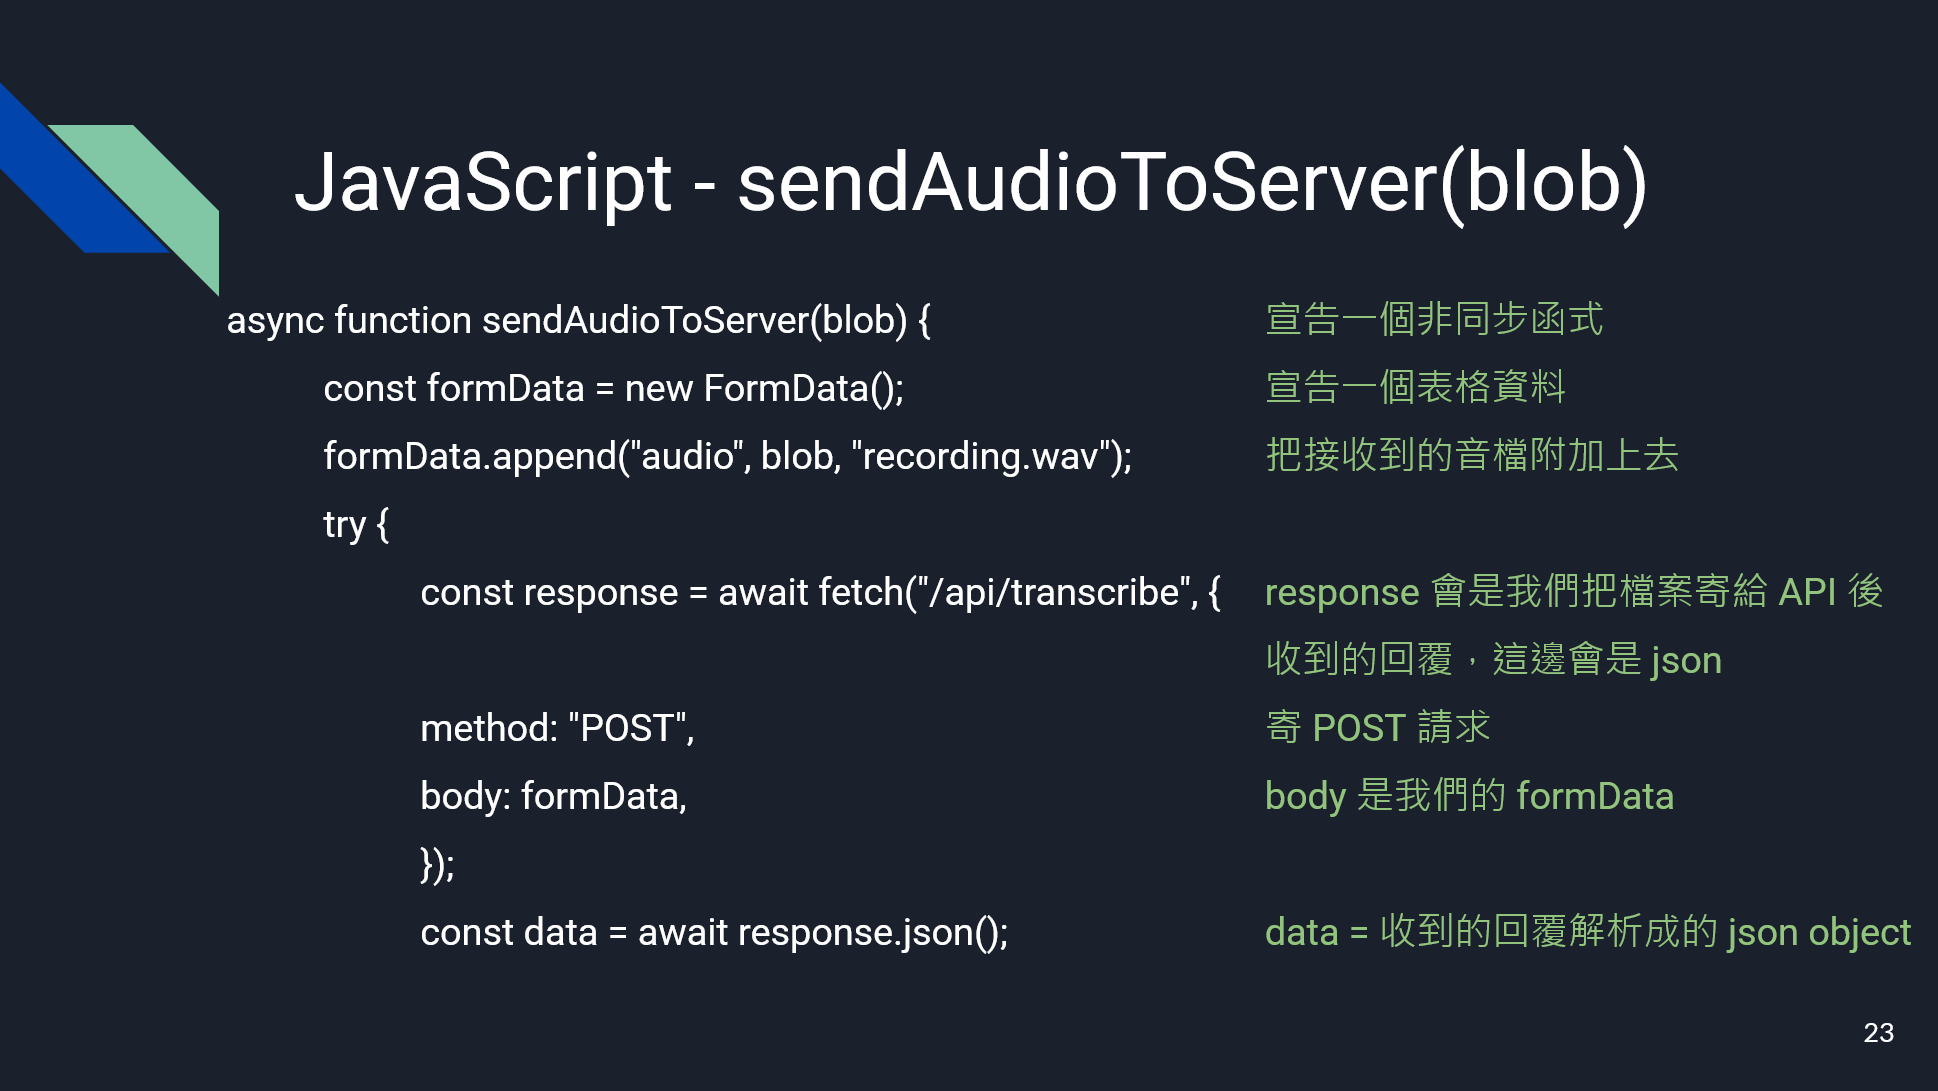 JavaScript - sendAudioToServer(blob)
async function sendAudioToServer(blob) { 宣告一個非同步函式
const formData = new FormData(); 宣告一個表格資料
formData.append("audio", blob, "recording.wav"); 把接收到的音檔附加上去
try {
const response = await fetch("/api/transcribe", { response 會是我們把檔案寄給 API 後
收到的回覆，這邊會是 json
method: "POST", 寄 POST 請求
body: formData, body 是我們的 formData
});
const data = await response.json(); data = 收到的回覆解析成的 json object
23